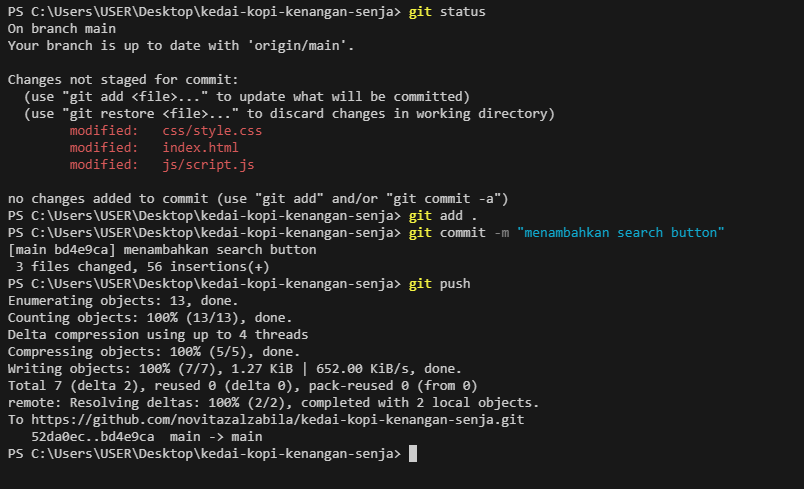 PS C:\Users\USER\Desktop\kedai-kopi-kenangan-senja> git status
On branch main
Your branch is up to date with 'origin/main'.
Changes not staged for commit:
(use "git add <file>..." to update what will be committed)
(use "git restore <file>..." to discard changes in working directory)
modified:   css/style.css
modified:   index.html
modified:   js/script.js
no changes added to commit (use "git add" and/or "git commit -a")
PS C:\Users\USER\Desktop\kedai-kopi-kenangan-senja> git add .
PS C:\Users\USER\Desktop\kedai-kopi-kenangan-senja> git commit -m "menambahkan search button"
[main bd4e9ca] menambahkan search button
3 files changed, 56 insertions(+)
PS C:\Users\USER\Desktop\kedai-kopi-kenangan-senja> git push
Enumerating objects: 13, done.
Counting objects: 100% (13/13), done.
Delta compression using up to 4 threads
Compressing objects: 100% (5/5), done.
Writing objects: 100% (7/7), 1.27 KiB | 652.00 KiB/s, done.
Total 7 (delta 2), reused 0 (delta 0), pack-reused 0 (from 0)
remote: Resolving deltas: 100% (2/2), completed with 2 local objects.
To https://github.com/novitazalzabila/kedai-kopi-kenangan-senja.git
52da0ec..bd4e9ca  main -> main
PS C:\Users\USER\Desktop\kedai-kopi-kenangan-senja>